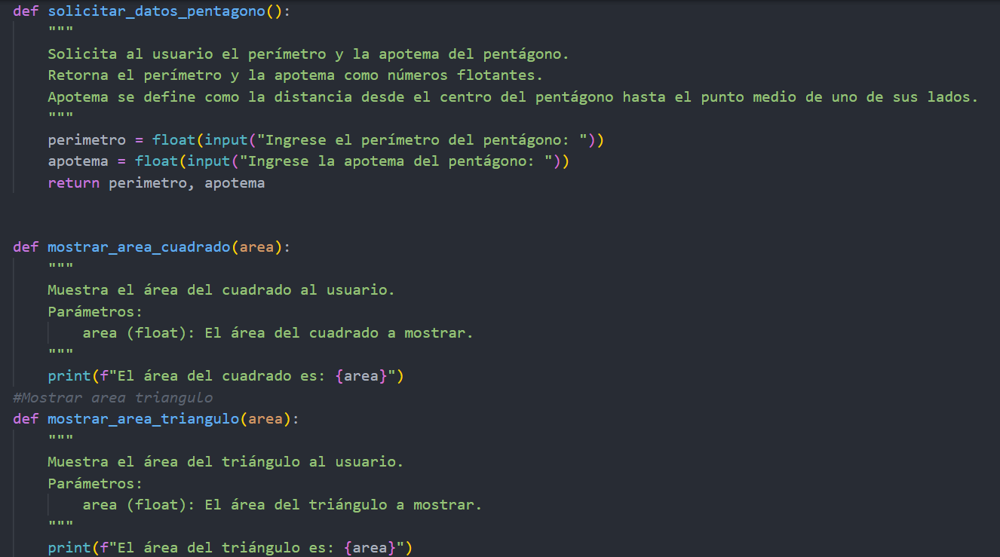 def solicitar_datos_pentagono():
    """
    Solicita al usuario el perímetro y la apotema del pentágono.
    Retorna el perímetro y la apotema como números flotantes.
    Apotema se define como la distancia desde el centro del pentágono hasta el punto medio de uno de sus lados.
    """
    perimetro = float(input("Ingrese el perímetro del pentágono: "))
    apotema = float(input("Ingrese la apotema del pentágono: "))
    return perimetro, apotema
def mostrar_area_cuadrado(area):
    """
    Muestra el área del cuadrado al usuario.
    Parámetros:
        area (float): El área del cuadrado a mostrar.
    """
    print(f"El área del cuadrado es: {area}")
#Mostrar area triangulo
def mostrar_area_triangulo(area):
    """
    Muestra el área del triángulo al usuario.
    Parámetros:
        area (float): El área del triángulo a mostrar.
    """
    print(f"El área del triángulo es: {area}")